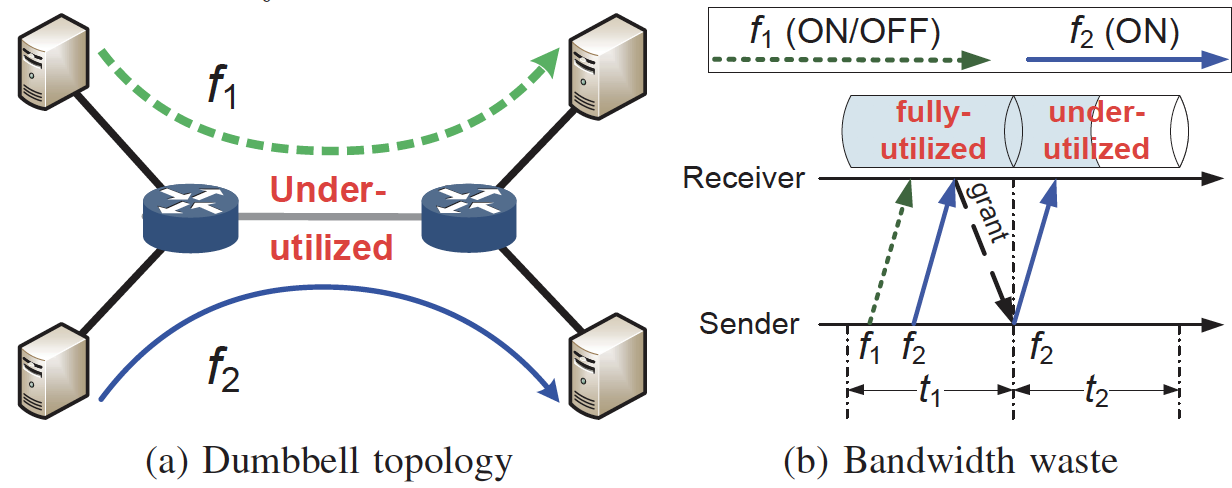 f1
Under-
utilized
f2
(a) Dumbbell topology
f1 (ON/OFF) f2 (ON)
fully-
utilized
under-
utilized
Receiver
grant
Sender
f1 f2 f2
t1 t2
(b) Bandwidth waste